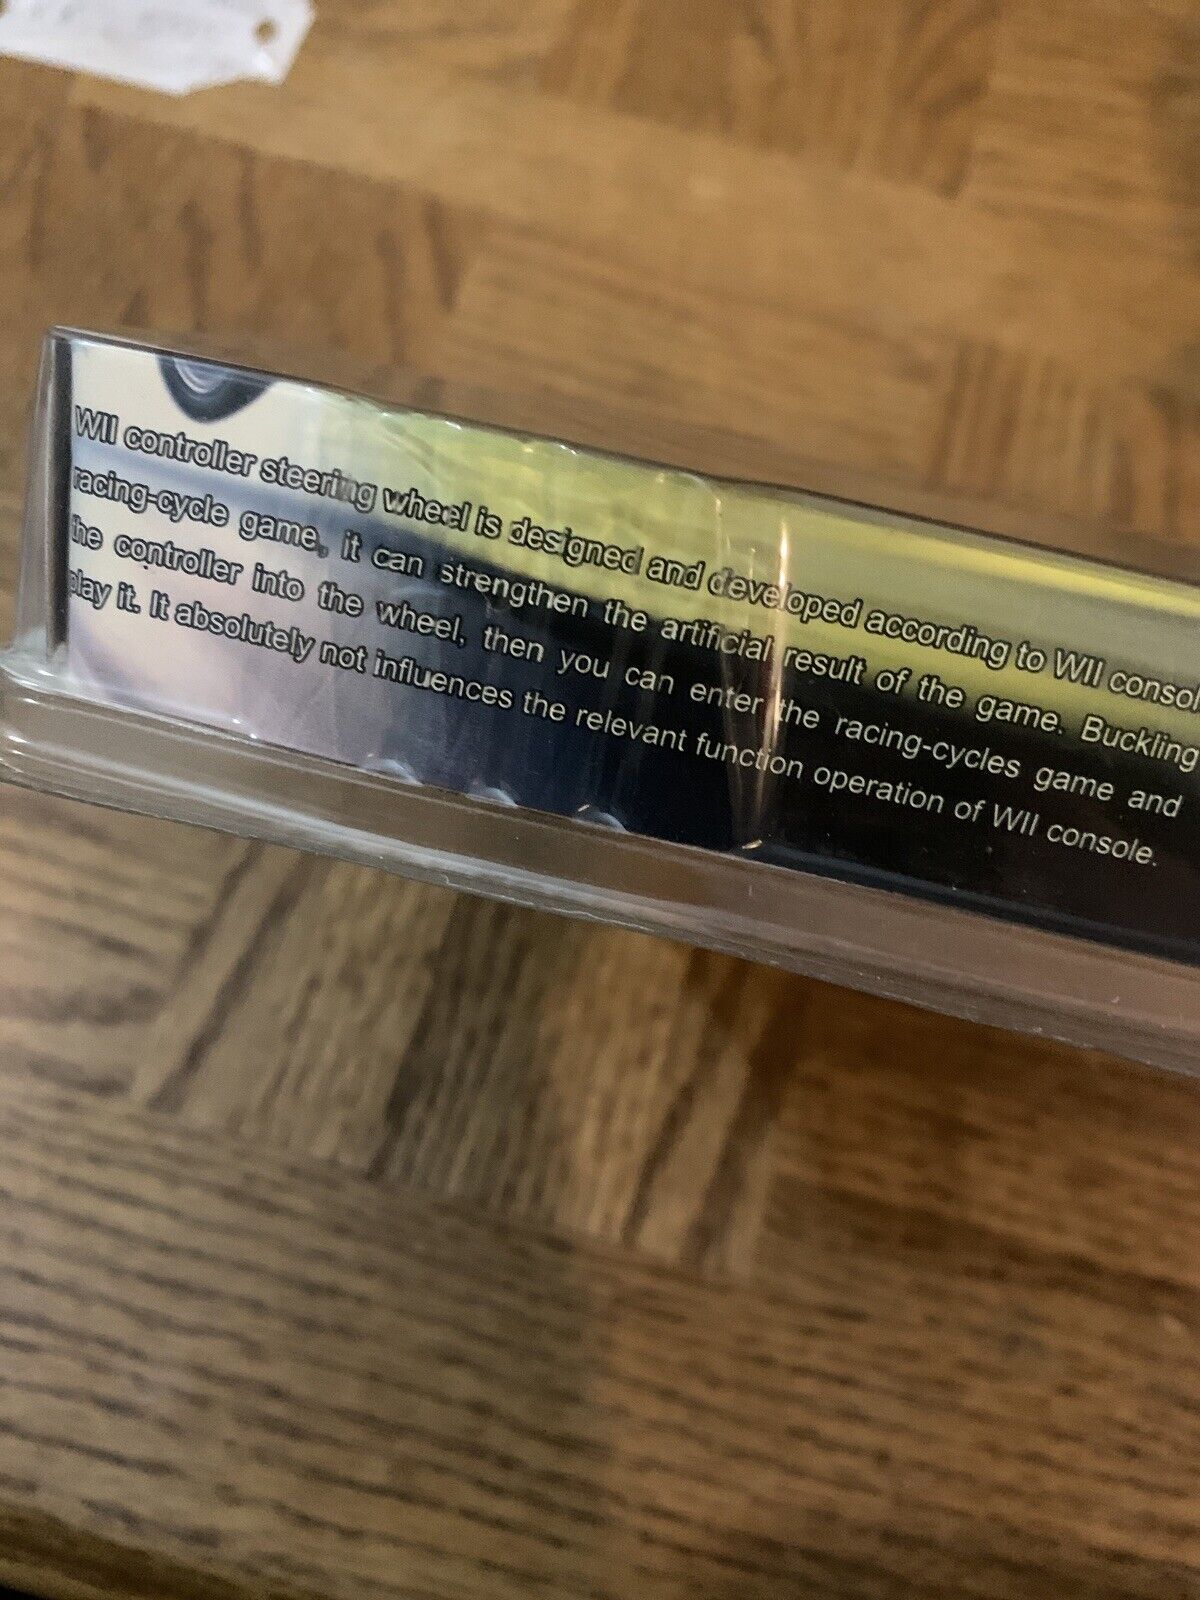 WII controller steering wheel is designed and developed according to WII consol
racing-cycle game, it can strengthen the artificial result of the game. Buckling
the controller into the wheel, then you can enter the racing-cycles game and
play it. It absolutely not influences the relevant function operation of WII console.